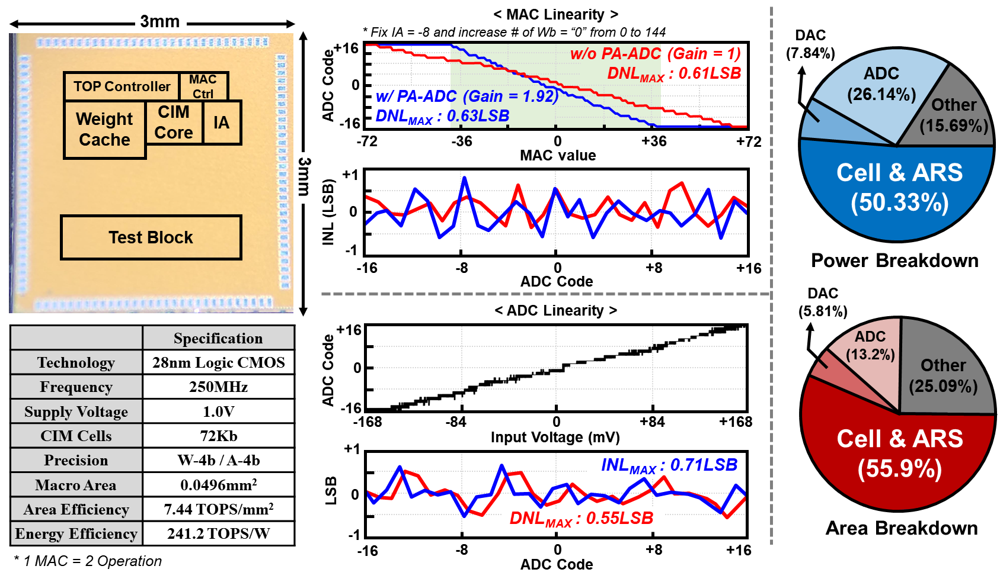 3mm
3mm
TOP Controller
MAC
Ctrl
Weight
Cache
CIM
Core
IA
Test Block
Specification
Technology 28nm Logic CMOS
Frequency 250MHz
Supply Voltage 1.0V
CIM Cells 72Kb
Precision W-4b / A-4b
Macro Area 0.0496mm²
Area Efficiency 7.44 TOPS/mm²
Energy Efficiency 241.2 TOPS/W
* 1 MAC = 2 Operation
< MAC Linearity >
* Fix IA = -8 and increase # of Wb = “0” from 0 to 144
ADC Code
+16
0
-16
w/o PA-ADC (Gain = 1)
DNLMAX : 0.61LSB
w/ PA-ADC (Gain = 1.92)
DNLMAX : 0.63LSB
-72 -36 0 +36 +72
MAC value
INL (LSB)
+1
0
-1
-16 -8 0 +8 +16
ADC Code
< ADC Linearity >
ADC Code
+16
0
-16
-168 -84 0 +84 +168
Input Voltage (mV)
LSB
+1
0
-1
INLMAX : 0.71LSB
DNLMAX : 0.55LSB
-16 -8 0 +8 +16
ADC Code
DAC
(7.84%)
ADC
(26.14%)
Other
(15.69%)
Cell & ARS
(50.33%)
Power Breakdown
DAC
(5.81%)
ADC
(13.2%)
Other
(25.09%)
Cell & ARS
(55.9%)
Area Breakdown